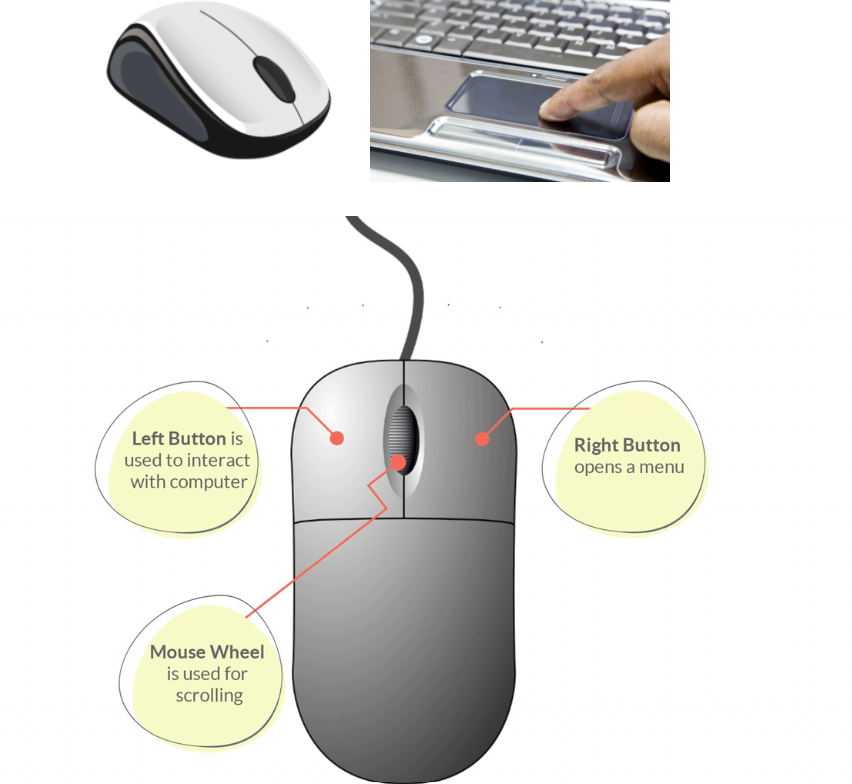 Left Button is
used to interact
with computer
Right Button
opens a menu
Mouse Wheel
is used for
scrolling